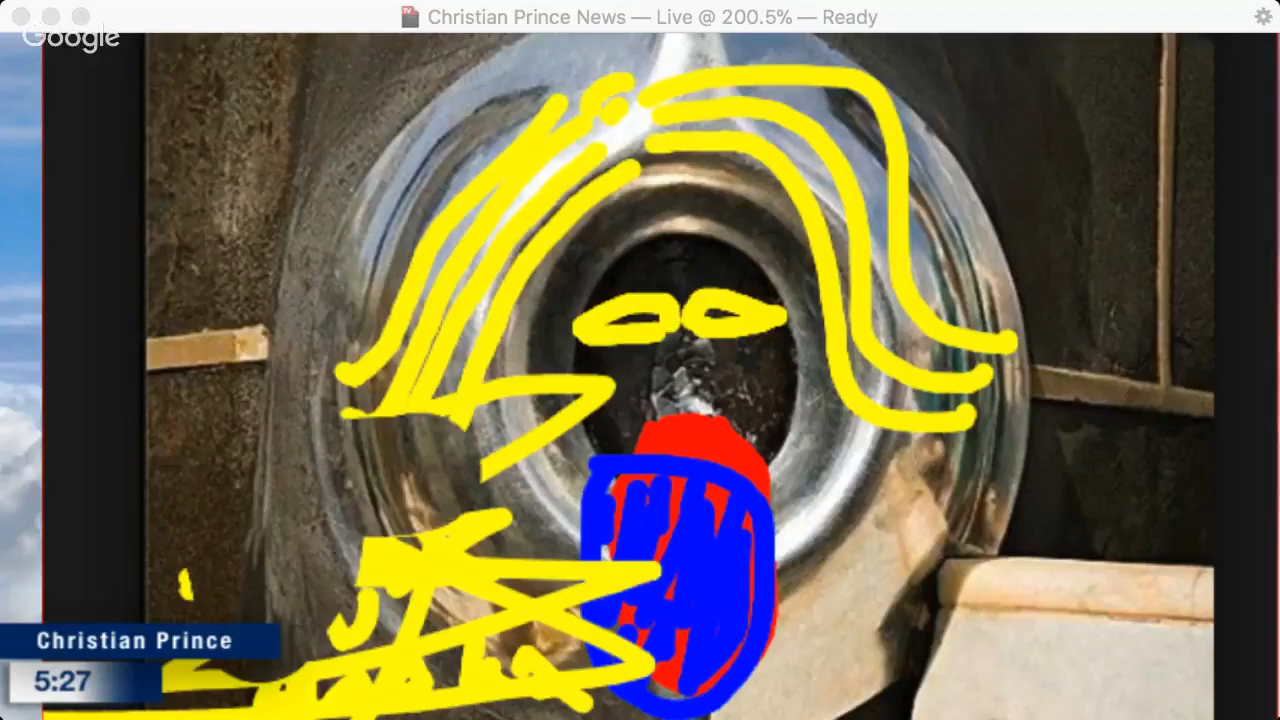 Christian Prince News — Live @ 200.5% — Ready
Google
Christian Prince
5:27